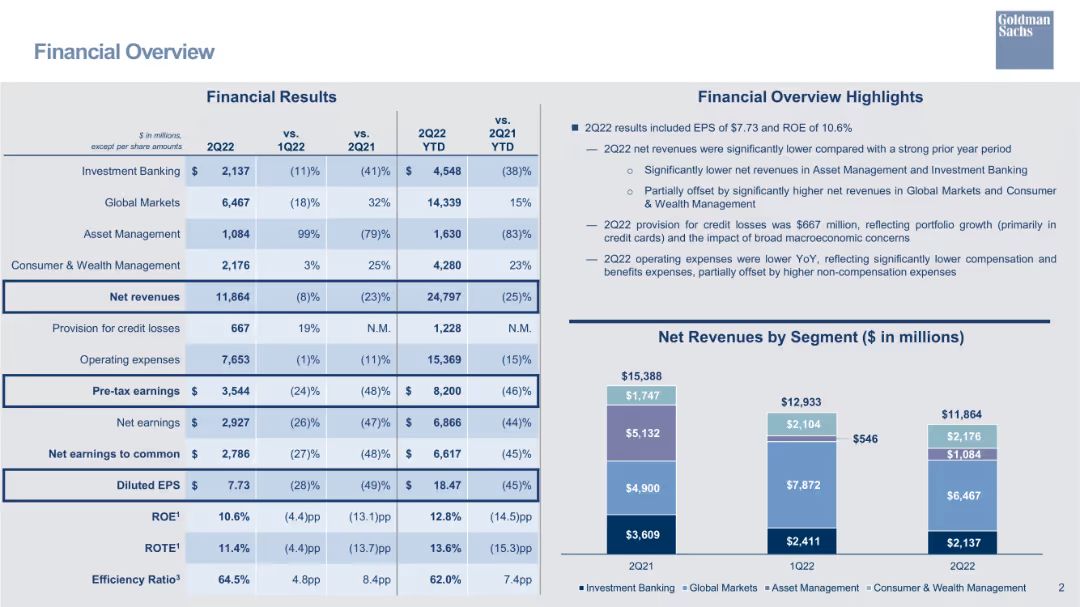 Goldman
Sachs
Financial Overview
Financial Results
$ in millions,
except per share amounts
2Q22
vs.
1Q22
vs.
2Q21
2Q22
YTD
vs.
2Q21
YTD
Investment Banking $ 2,137 (11)% (41)% $ 4,548 (38)%
Global Markets 6,467 (18)% 32% 14,339 15%
Asset Management 1,084 99% (79)% 1,630 (83)%
Consumer & Wealth Management 2,176 3% 25% 4,280 23%
Net revenues 11,864 (8)% (23)% 24,797 (25)%
Provision for credit losses 667 19% N.M. 1,228 N.M.
Operating expenses 7,653 (1)% (11)% 15,369 (15)%
Pre-tax earnings $ 3,544 (24)% (48)% $ 8,200 (46)%
Net earnings $ 2,927 (26)% (47)% $ 6,866 (44)%
Net earnings to common $ 2,786 (27)% (48)% $ 6,617 (45)%
Diluted EPS $ 7.73 (28)% (49)% $ 18.47 (45)%
ROE¹ 10.6% (4.4)pp (13.1)pp 12.8% (14.5)pp
ROTE¹ 11.4% (4.4)pp (13.7)pp 13.6% (15.3)pp
Efficiency Ratio³ 64.5% 4.8pp 8.4pp 62.0% 7.4pp
Financial Overview Highlights
■ 2Q22 results included EPS of $7.73 and ROE of 10.6%
— 2Q22 net revenues were significantly lower compared with a strong prior year period
o Significantly lower net revenues in Asset Management and Investment Banking
o Partially offset by significantly higher net revenues in Global Markets and Consumer
& Wealth Management
— 2Q22 provision for credit losses was $667 million, reflecting portfolio growth (primarily in
credit cards) and the impact of broad macroeconomic concerns
— 2Q22 operating expenses were lower YoY, reflecting significantly lower compensation and
benefits expenses, partially offset by higher non-compensation expenses
Net Revenues by Segment ($ in millions)
$15,388
$1,747
$5,132
$4,900
$3,609
2Q21
$12,933
$2,104
$546
$7,872
$2,411
1Q22
$11,864
$2,176
$1,084
$6,467
$2,137
2Q22
■ Investment Banking ■ Global Markets ■ Asset Management ■ Consumer & Wealth Management
2